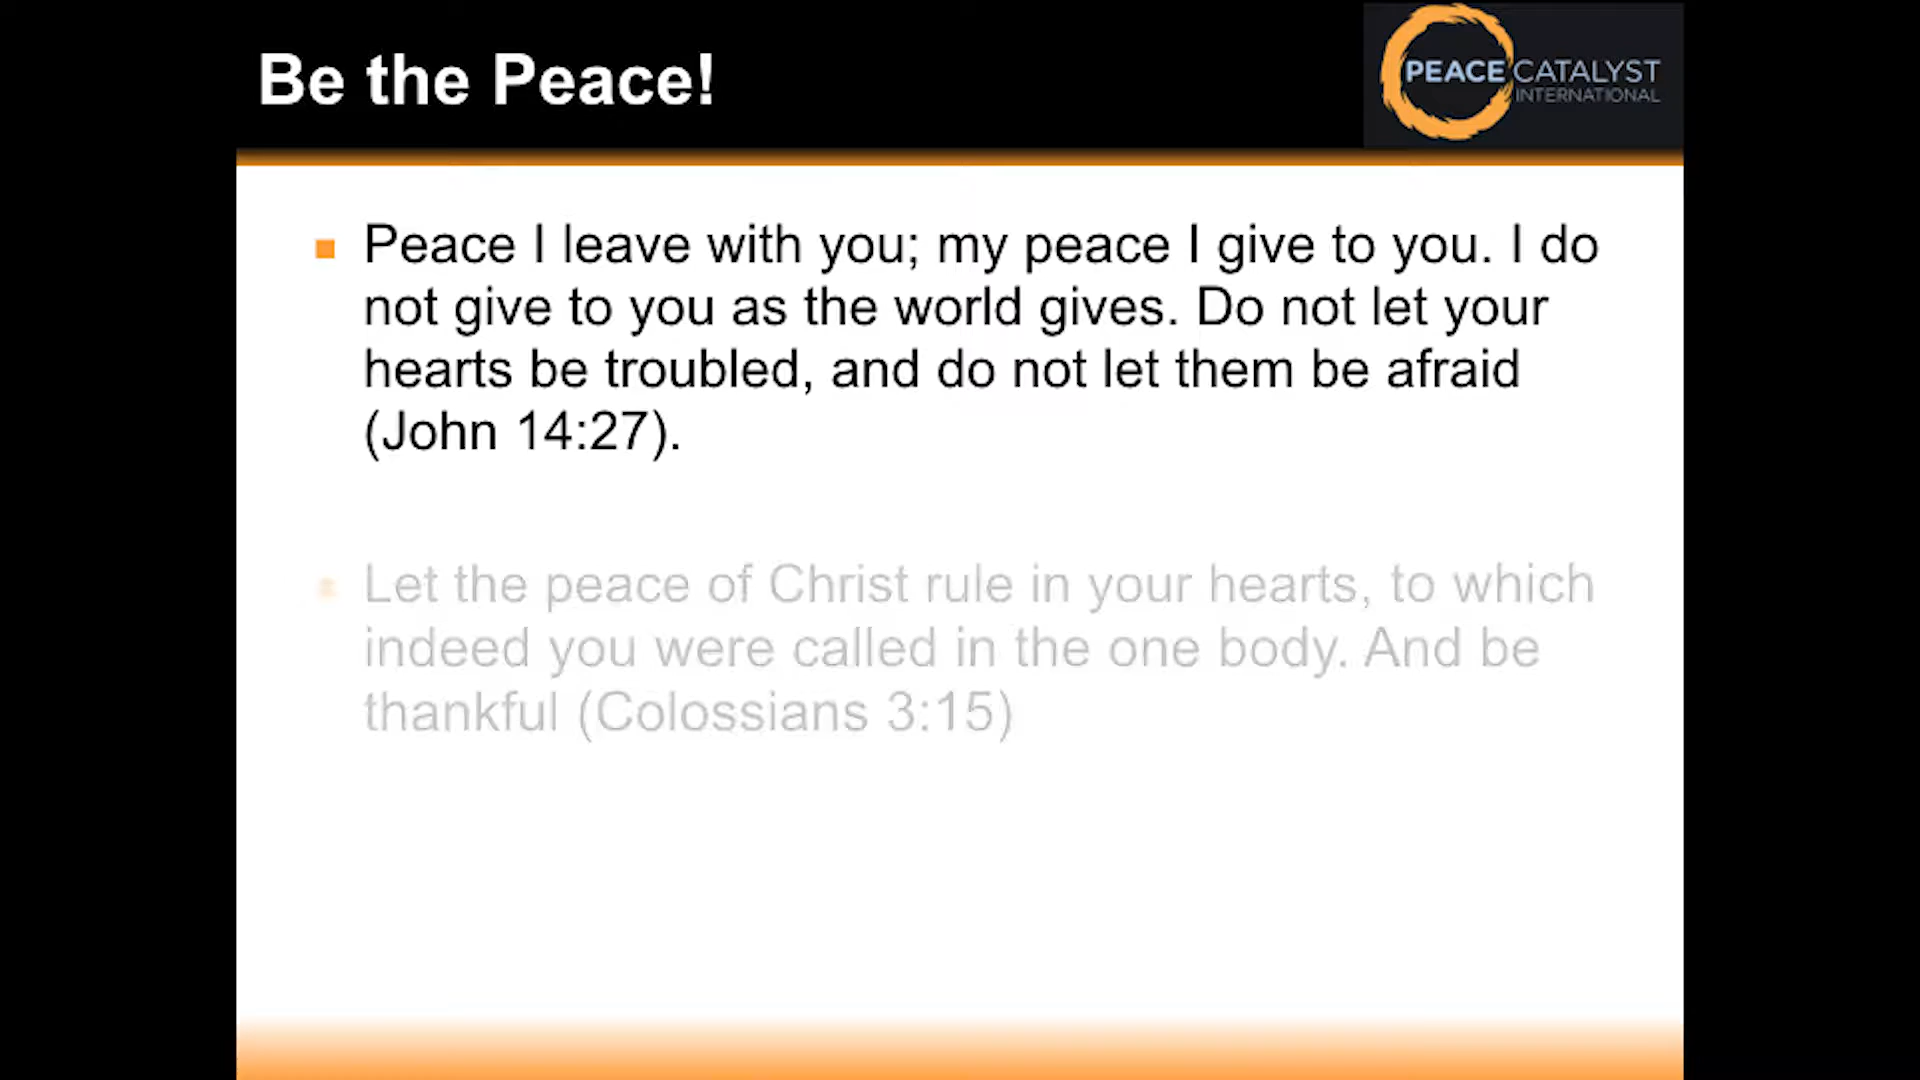 Be the Peace!
PEACE CATALYST
INTERNATIONAL
Peace I leave with you; my peace I give to you. I do
not give to you as the world gives. Do not let your
hearts be troubled, and do not let them be afraid
(John 14:27).
Let the peace of Christ rule in your hearts, to which
indeed you were called in the one body. And be
thankful (Colossians 3:15)